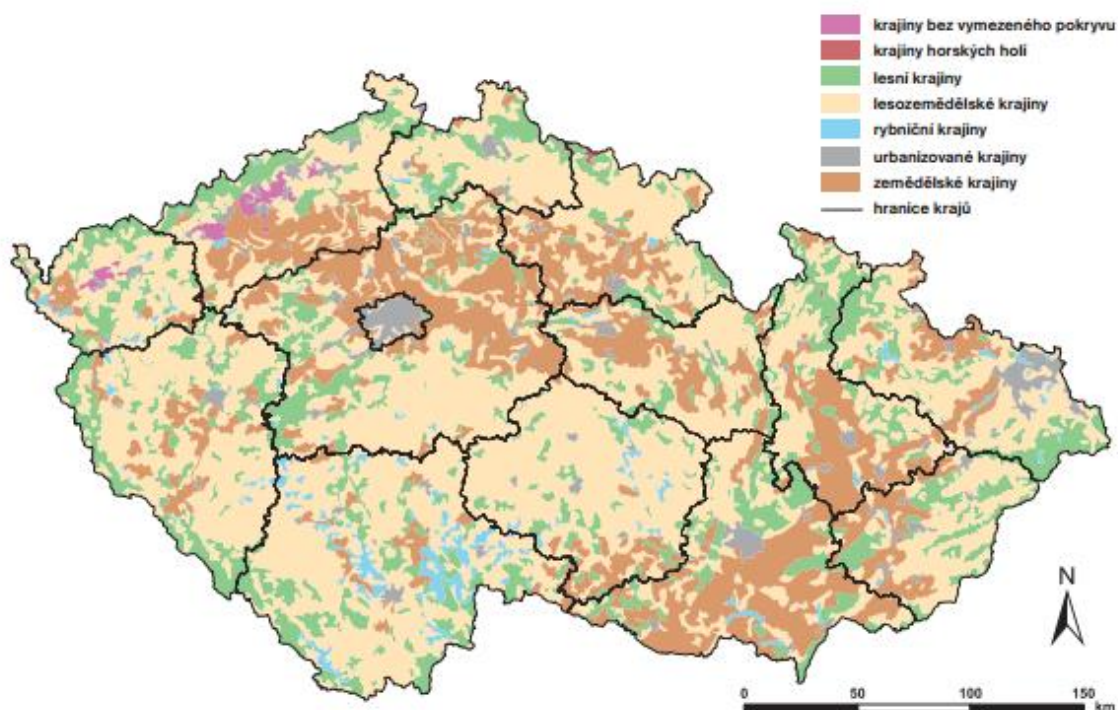 krajiny bez vymezeného pokryvu
krajiny horských holí
lesní krajiny
lesozemědělské krajiny
rybniční krajiny
urbanizované krajiny
zemědělské krajiny
hranice krajů
N
0 50 100 150
km